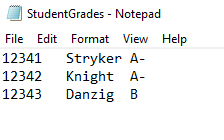 StudentGrades - Notepad
File Edit Format View Help
12341 Stryker A-
12342 Knight A-
12343 Danzig B